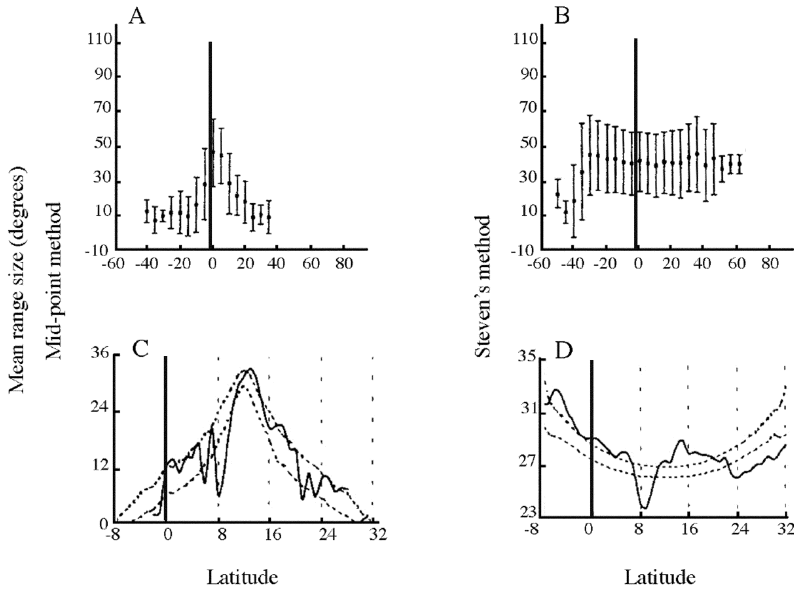 A
110
90
70
50
30
10
-10
-60 -40 -20 0 20 40 60 80
B
110
90
70
50
30
10
-10
-60 -40 -20 0 20 40 60 80
Mean range size (degrees)
Mid-point method
Steven's method
C
36
24
12
0
-8 0 8 16 24 32
Latitude
D
35
31
27
23
-8 0 8 16 24 32
Latitude